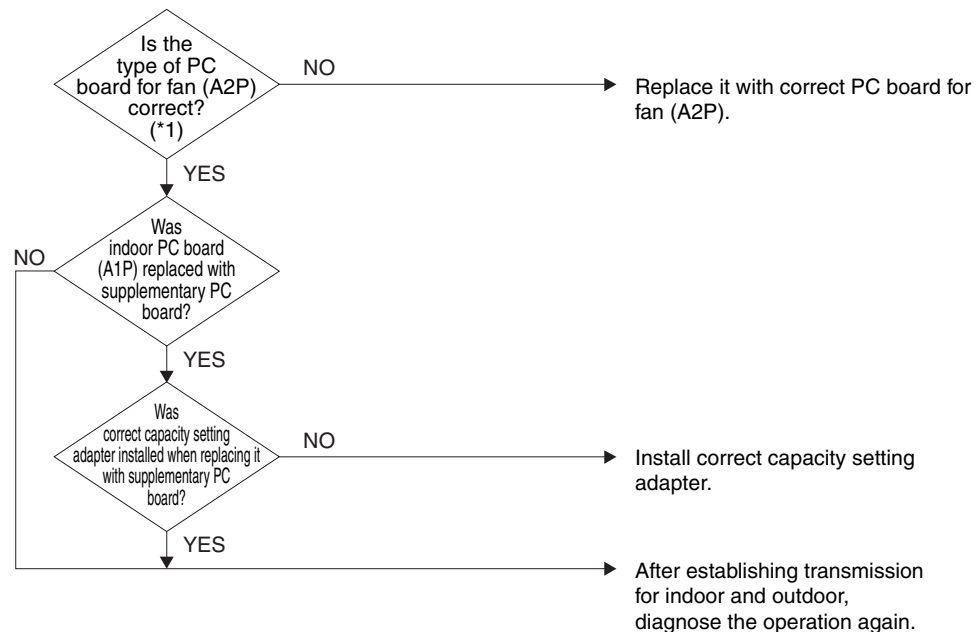 Is the
type of PC
board for fan (A2P)
correct?
(*1)
NO
Replace it with correct PC board for
fan (A2P).
YES
Was
indoor PC board
(A1P) replaced with
supplementary PC
board?
NO
YES
Was
correct capacity setting
adapter installed when replacing it
with supplementary PC
board?
NO
Install correct capacity setting
adapter.
YES
After establishing transmission
for indoor and outdoor,
diagnose the operation again.